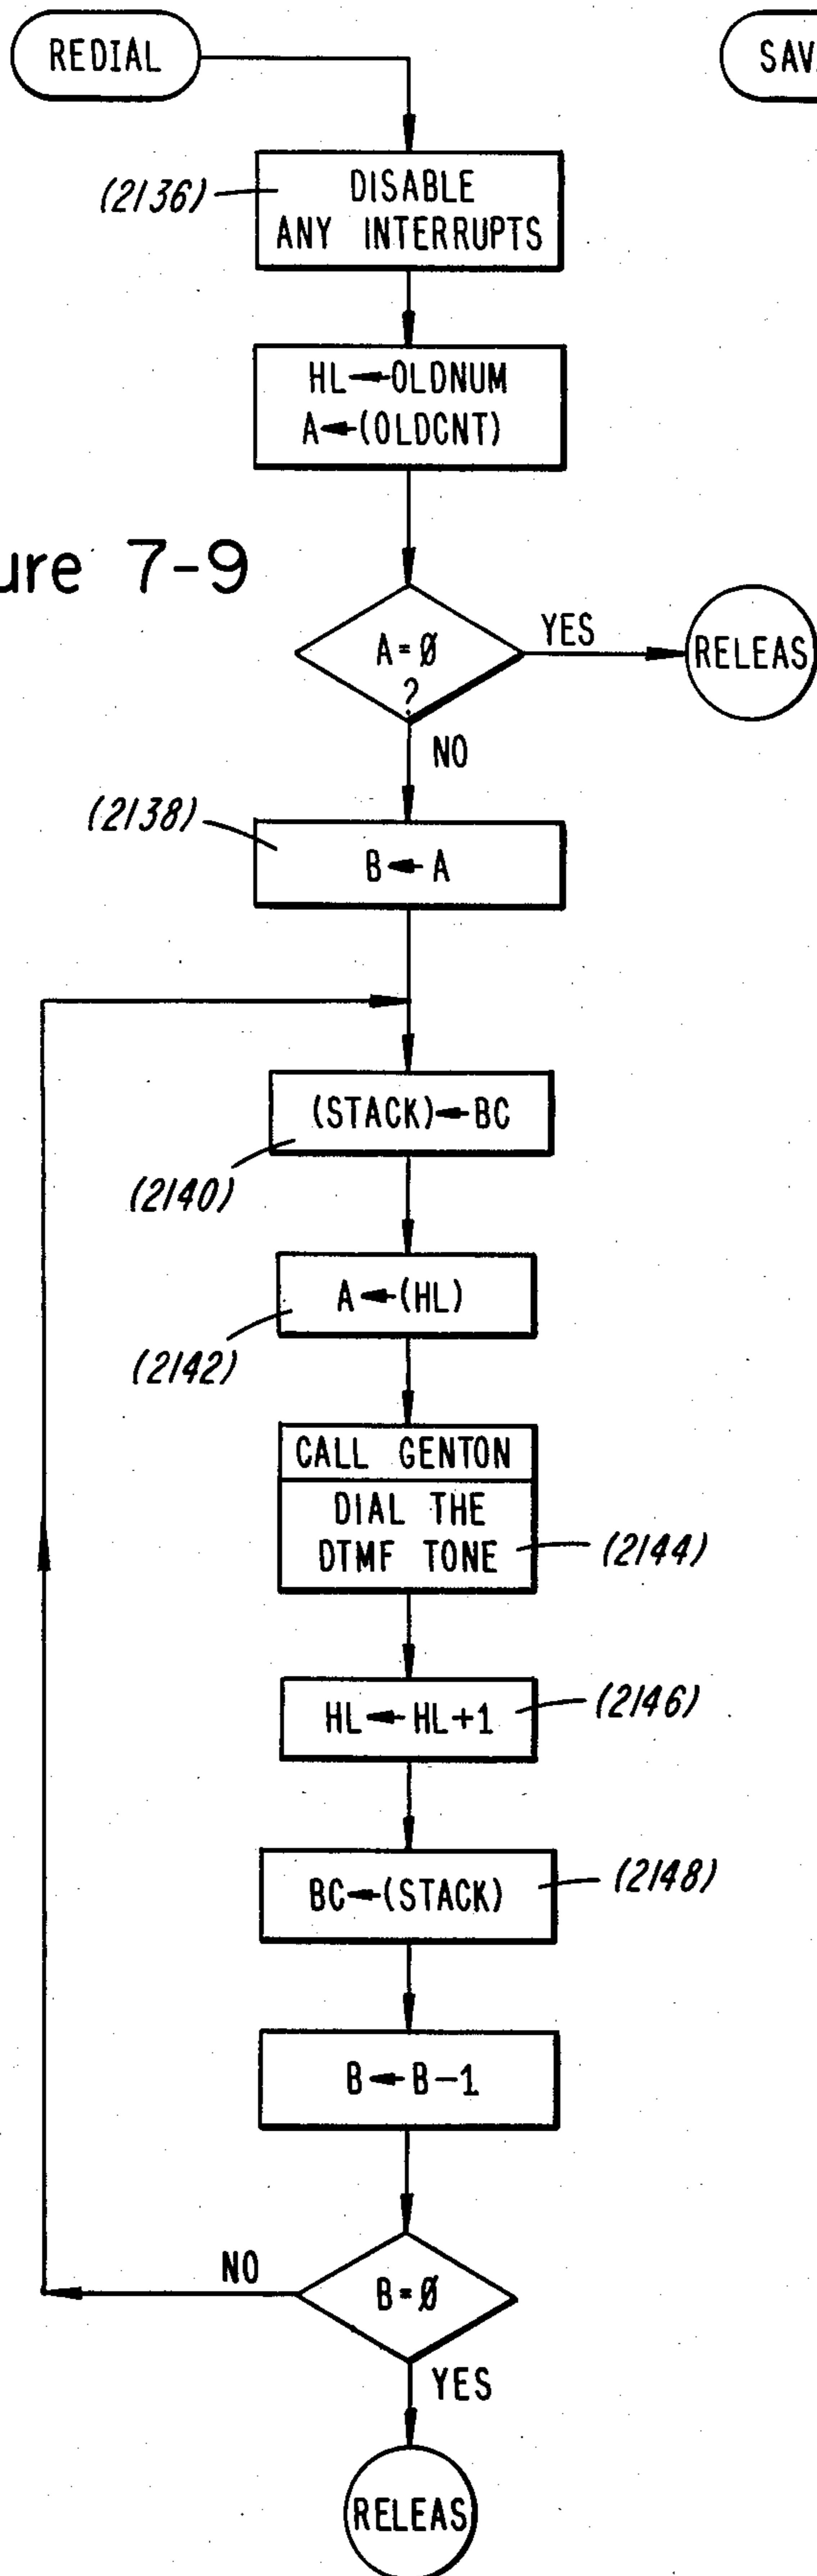 REDIAL
SAV
(2136)
DISABLE
ANY INTERRUPTS
HL←OLDNUM
A←(OLDCNT)
ure 7-9
A=Ø
?
YES
RELEAS
NO
(2138)
B←A
(STACK)←BC
(2140)
A←(HL)
(2142)
CALL GENTON
DIAL THE
DTMF TONE
(2144)
HL←HL+1
(2146)
BC←(STACK)
(2148)
B←B-1
NO
B=Ø
YES
RELEAS